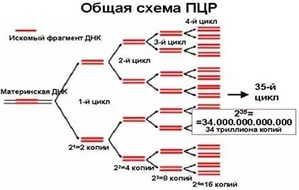 Общая схема ПЦР
Искомый фрагмент ДНК
4-й цикл
3-й цикл
2-й цикл
Материнская ДНК
1-й цикл
35-й
цикл
2³⁵=
=34.000.000.000.000
34 триллиона копий
2¹=2 копии
2²=4 копии
2³=8 копии
2⁴=16 копий